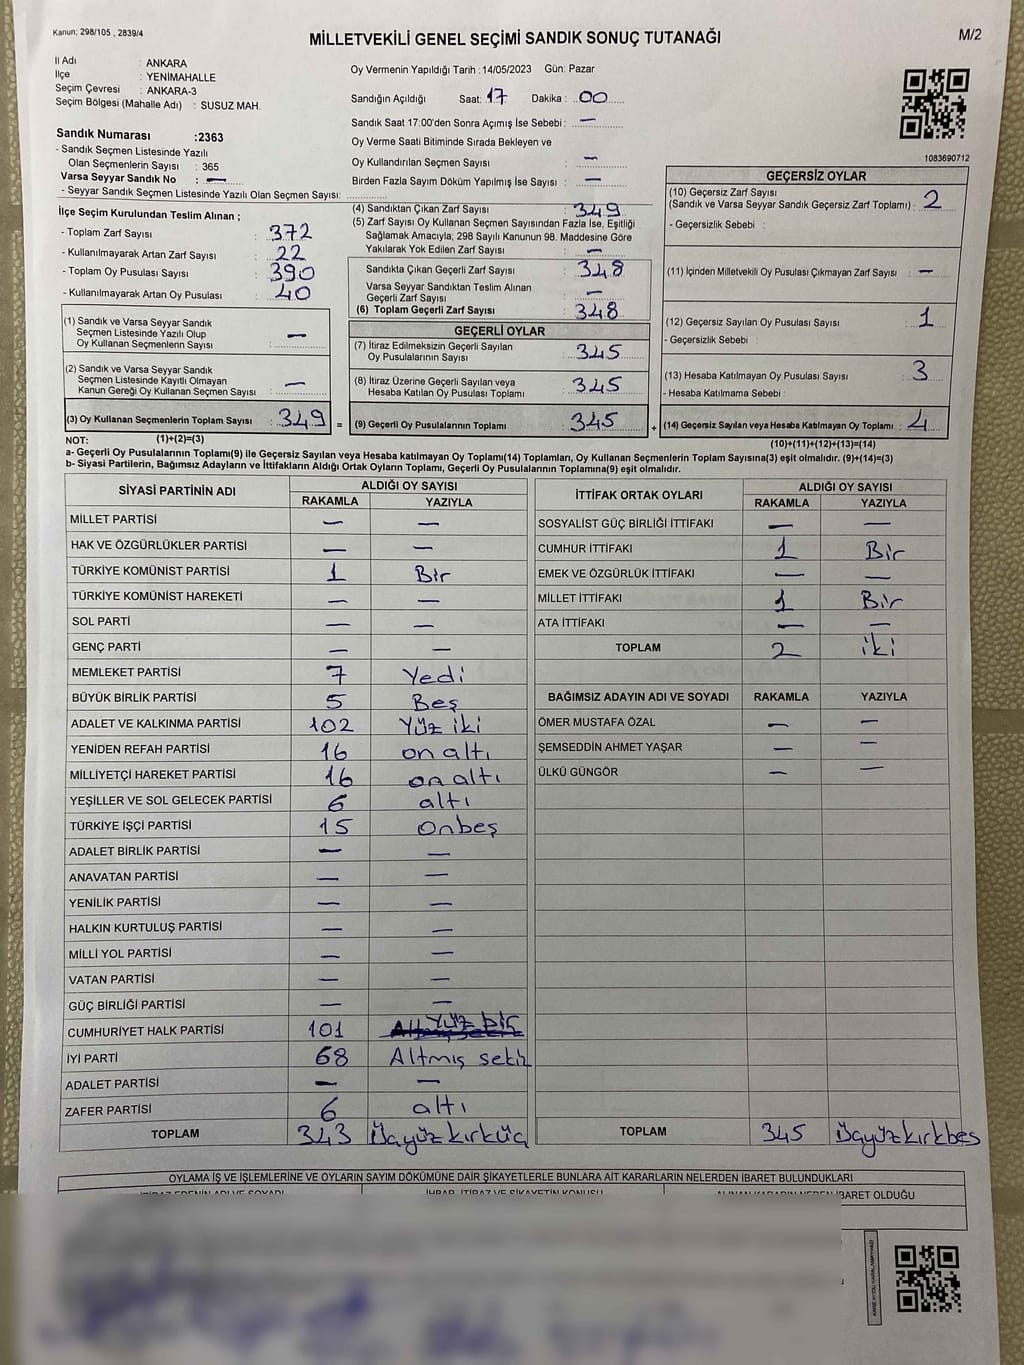 Kanun; 298/105 , 2839/4
MİLLETVEKİLİ GENEL SEÇİMİ SANDIK SONUÇ TUTANAĞI
M/2
İl Adı : ANKARA
İlçe : YENİMAHALLE
Seçim Çevresi : ANKARA-3
Seçim Bölgesi (Mahalle Adı) : SUSUZ MAH.
Sandık Numarası :2363
- Sandık Seçmen Listesinde Yazılı
Olan Seçmenlerin Sayısı : 365
Varsa Seyyar Sandık No : —
- Seyyar Sandık Seçmen Listesinde Yazılı Olan Seçmen Sayısı:
Oy Vermenin Yapıldığı Tarih :14/05/2023 Gün: Pazar
Sandığın Açıldığı Saat: 17 Dakika : 00
Sandık Saat 17:00'den Sonra Açımış İse Sebebi : —
Oy Verme Saati Bitiminde Sırada Bekleyen ve
Oy Kullandırılan Seçmen Sayısı : —
Birden Fazla Sayım Döküm Yapılmış İse Sayısı : —
1083690712
İlçe Seçim Kurulundan Teslim Alınan ;
- Toplam Zarf Sayısı : 372
- Kullanılmayarak Artan Zarf Sayısı : 22
- Toplam Oy Pusulası Sayısı : 390
- Kullanılmayarak Artan Oy Pusulası : 40
(1) Sandık ve Varsa Seyyar Sandık
Seçmen Listesinde Yazılı Olup
Oy Kullanan Seçmenlerin Sayısı : —
(2) Sandık ve Varsa Seyyar Sandık
Seçmen Listesinde Kayıtlı Olmayan
Kanun Gereği Oy Kullanan Seçmen Sayısı : —
(3) Oy Kullanan Seçmenlerin Toplam Sayısı : 349 =
(4) Sandıktan Çıkan Zarf Sayısı : 349
(5) Zarf Sayısı Oy Kullanan Seçmen Sayısından Fazla İse, Eşitliği
Sağlamak Amacıyla; 298 Sayılı Kanunun 98. Maddesine Göre
Yakılarak Yok Edilen Zarf Sayısı : —
Sandıkta Çıkan Geçerli Zarf Sayısı : 348
Varsa Seyyar Sandıktan Teslim Alınan
Geçerli Zarf Sayısı : —
(6) Toplam Geçerli Zarf Sayısı : 348
GEÇERLİ OYLAR
(7) İtiraz Edilmeksizin Geçerli Sayılan
Oy Pusulalarının Sayısı : 345
(8) İtiraz Üzerine Geçerli Sayılan veya
Hesaba Katılan Oy Pusulaları Toplamı : 345
(9) Geçerli Oy Pusulalarının Toplamı : 345 +
GEÇERSİZ OYLAR
(10) Geçersiz Zarf Sayısı
(Sandık ve Varsa Seyyar Sandık Geçersiz Zarf Toplamı) : 2
- Geçersizlik Sebebi :
(11) İçinden Milletvekili Oy Pusulası Çıkmayan Zarf Sayısı : —
(12) Geçersiz Sayılan Oy Pusulası Sayısı : 1
- Geçersizlik Sebebi :
(13) Hesaba Katılmayan Oy Pusulası Sayısı : 3
- Hesaba Katılmama Sebebi :
(14) Geçersiz Sayılan veya Hesaba Katılmayan Oy Toplamı : 4
NOT: (1)+(2)=(3) (10)+(11)+(12)+(13)=(14)
a- Geçerli Oy Pusulalarının Toplamı(9) ile Geçersiz Sayılan veya Hesaba katılmayan Oy Toplamı(14) Toplamları, Oy Kullanan Seçmenlerin Toplam Sayısına(3) eşit olmalıdır. (9)+(14)=(3)
b- Siyasi Partilerin, Bağımsız Adayların ve İttifakların Aldığı Ortak Oyların Toplamı, Geçerli Oy Pusulalarının Toplamına(9) eşit olmalıdır.
SİYASİ PARTİNİN ADI ALDIĞI OY SAYISI
RAKAMLA YAZIYLA
MİLLET PARTİSİ — —
HAK VE ÖZGÜRLÜKLER PARTİSİ — —
TÜRKİYE KOMÜNİST PARTİSİ 1 Bir
TÜRKİYE KOMÜNİST HAREKETİ — —
SOL PARTİ — —
GENÇ PARTİ — —
MEMLEKET PARTİSİ 7 Yedi
BÜYÜK BİRLİK PARTİSİ 5 Beş
ADALET VE KALKINMA PARTİSİ 102 Yüz iki
YENİDEN REFAH PARTİSİ 16 on altı
MİLLİYETÇİ HAREKET PARTİSİ 16 on altı
YEŞİLLER VE SOL GELECEK PARTİSİ 6 altı
TÜRKİYE İŞÇİ PARTİSİ 15 Onbeş
ADALET BİRLİK PARTİSİ — —
ANAVATAN PARTİSİ — —
YENİLİK PARTİSİ — —
HALKIN KURTULUŞ PARTİSİ — —
MİLLİ YOL PARTİSİ — —
VATAN PARTİSİ — —
GÜÇ BİRLİĞİ PARTİSİ — —
CUMHURİYET HALK PARTİSİ 101 Yüz bir
İYİ PARTİ 68 Altmış sekiz
ADALET PARTİSİ — —
ZAFER PARTİSİ 6 altı
TOPLAM 343 Üçyüzkırküç
İTTİFAK ORTAK OYLARI ALDIĞI OY SAYISI
RAKAMLA YAZIYLA
SOSYALİST GÜÇ BİRLİĞİ İTTİFAKI — —
CUMHUR İTTİFAKI 1 Bir
EMEK VE ÖZGÜRLÜK İTTİFAKI — —
MİLLET İTTİFAKI 1 Bir
ATA İTTİFAKI — —
TOPLAM 2 iki
BAĞIMSIZ ADAYIN ADI VE SOYADI RAKAMLA YAZIYLA
ÖMER MUSTAFA ÖZAL — —
ŞEMSEDDİN AHMET YAŞAR — —
ÜLKÜ GÜNGÖR — —
TOPLAM 345 Üçyüzkırkbeş
OYLAMA İŞ VE İŞLEMLERİNE VE OYLARIN SAYIM DÖKÜMÜNE DAİR ŞİKAYETLERLE BUNLARA AİT KARARLARIN NELERDEN İBARET BULUNDUKLARI
İTİRAZ EDENİN ADI VE SOYADI İHBAR, İTİRAZ VE ŞİKAYETİN KONUSU ALINAN KARARIN NEDEN İBARET OLDUĞU